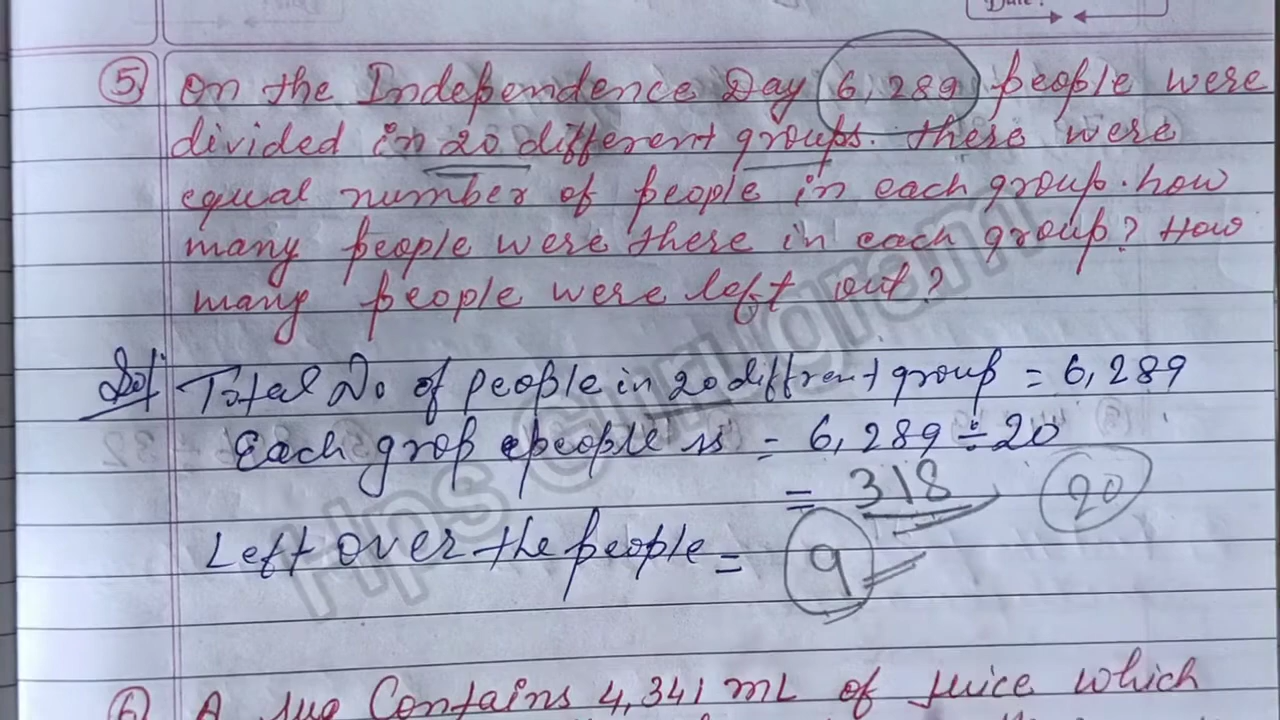 Date:
5 On the Independence Day 6,289 people were
divided in 20 different groups. there were
equal number of people in each group. how
many people were there in each group? How
many people were left out?
Sol Total No of people in 20 diffrent group = 6,289
Each grop people is = 6,289 ÷ 20
= 318 20
Left over the people = 9
Hps Gurugram
6 A Jug Contains 4,341 mL of juice which